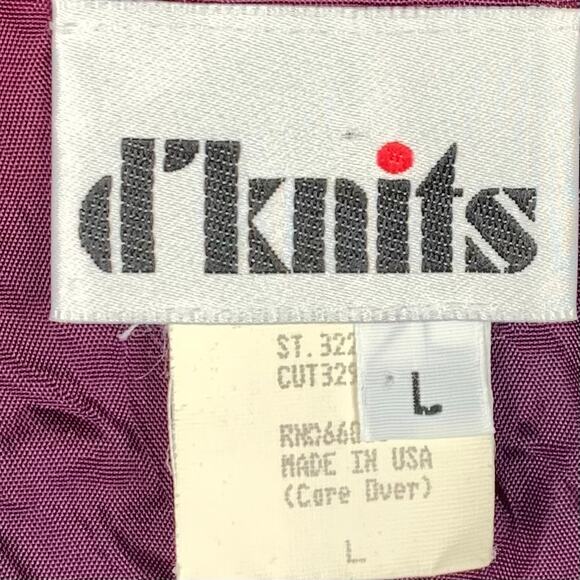 d'knits
ST.322
CUT329
L
MADE IN USA
(Care Over)
L